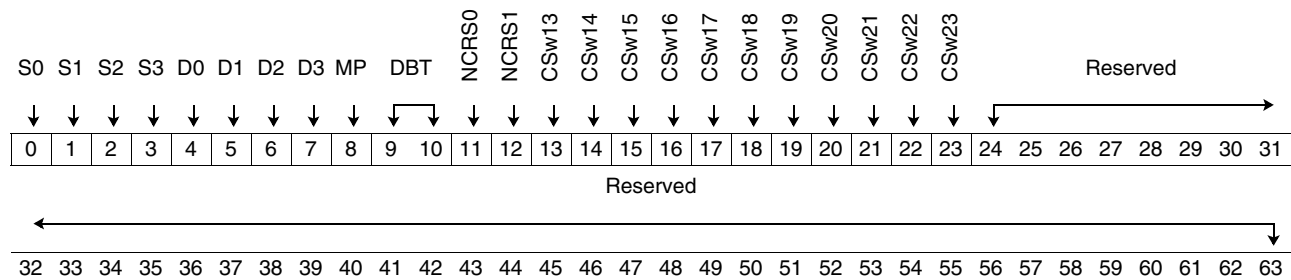 S0 S1 S2 S3 D0 D1 D2 D3 MP DBT NCRS0 NCRS1 CSw13 CSw14 CSw15 CSw16 CSw17 CSw18 CSw19 CSw20 CSw21 CSw22 CSw23 Reserved
0 1 2 3 4 5 6 7 8 9 10 11 12 13 14 15 16 17 18 19 20 21 22 23 24 25 26 27 28 29 30 31
Reserved
32 33 34 35 36 37 38 39 40 41 42 43 44 45 46 47 48 49 50 51 52 53 54 55 56 57 58 59 60 61 62 63